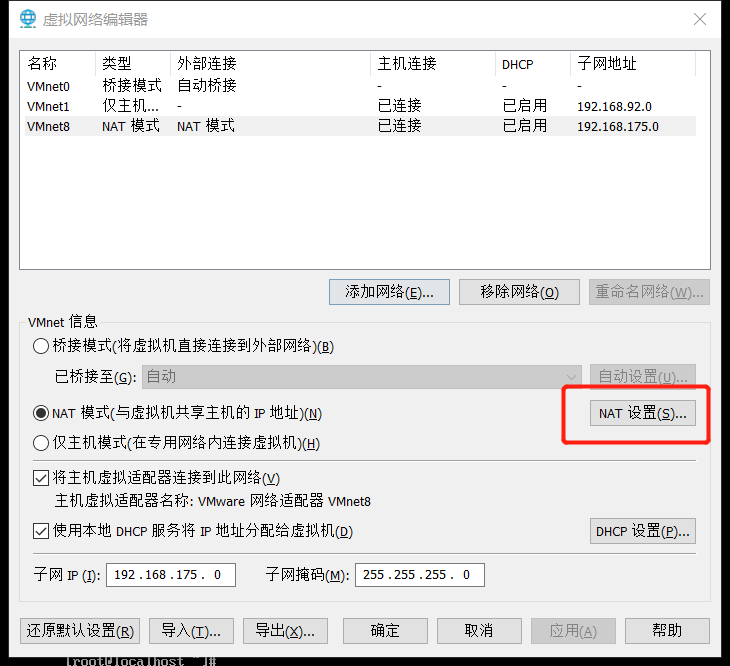 虚拟网络编辑器
名称 类型 外部连接 主机连接 DHCP 子网地址
VMnet0 桥接模式 自动桥接 - - -
VMnet1 仅主机... - 已连接 已启用 192.168.92.0
VMnet8 NAT 模式 NAT 模式 已连接 已启用 192.168.175.0
添加网络(E)... 移除网络(O) 重命名网络(W)...
VMnet 信息
桥接模式(将虚拟机直接连接到外部网络)(B)
已桥接至(G): 自动 自动设置(U)...
NAT 模式(与虚拟机共享主机的 IP 地址)(N) NAT 设置(S)...
仅主机模式(在专用网络内连接虚拟机)(H)
将主机虚拟适配器连接到此网络(V)
主机虚拟适配器名称: VMware 网络适配器 VMnet8
使用本地 DHCP 服务将 IP 地址分配给虚拟机(D) DHCP 设置(P)...
子网 IP (I): 192.168.175. 0 子网掩码(M): 255.255.255. 0
还原默认设置(R) 导入(T)... 导出(X)... 确定 取消 应用(A) 帮助
[root@localhost ~]#